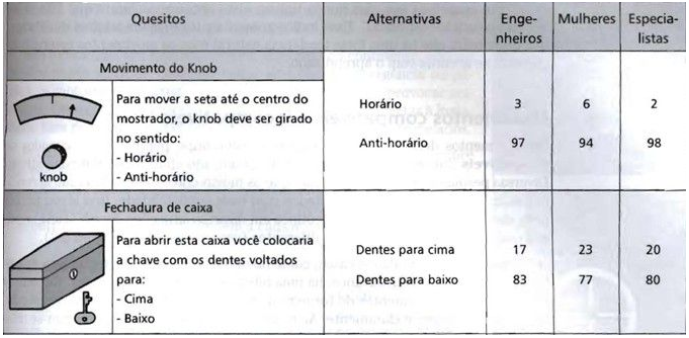 Quesitos Alternativas Enge-nheiros Mulheres Especia-listas
Movimento do Knob
Para mover a seta até o centro do
mostrador, o knob deve ser girado
no sentido:
- Horário
- Anti-horário
knob
Horário 3 6 2
Anti-horário 97 94 98
Fechadura de caixa
Para abrir esta caixa você colocaria
a chave com os dentes voltados
para:
- Cima
- Baixo
Dentes para cima 17 23 20
Dentes para baixo 83 77 80